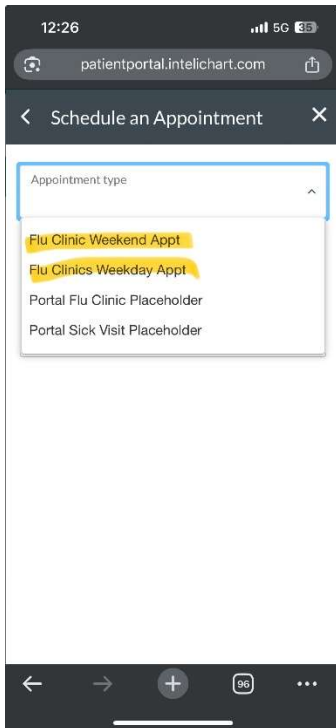 12:26
5G 35
patientportal.intelichart.com
Schedule an Appointment
Appointment type
Flu Clinic Weekend Appt
Flu Clinics Weekday Appt
Portal Flu Clinic Placeholder
Portal Sick Visit Placeholder
96